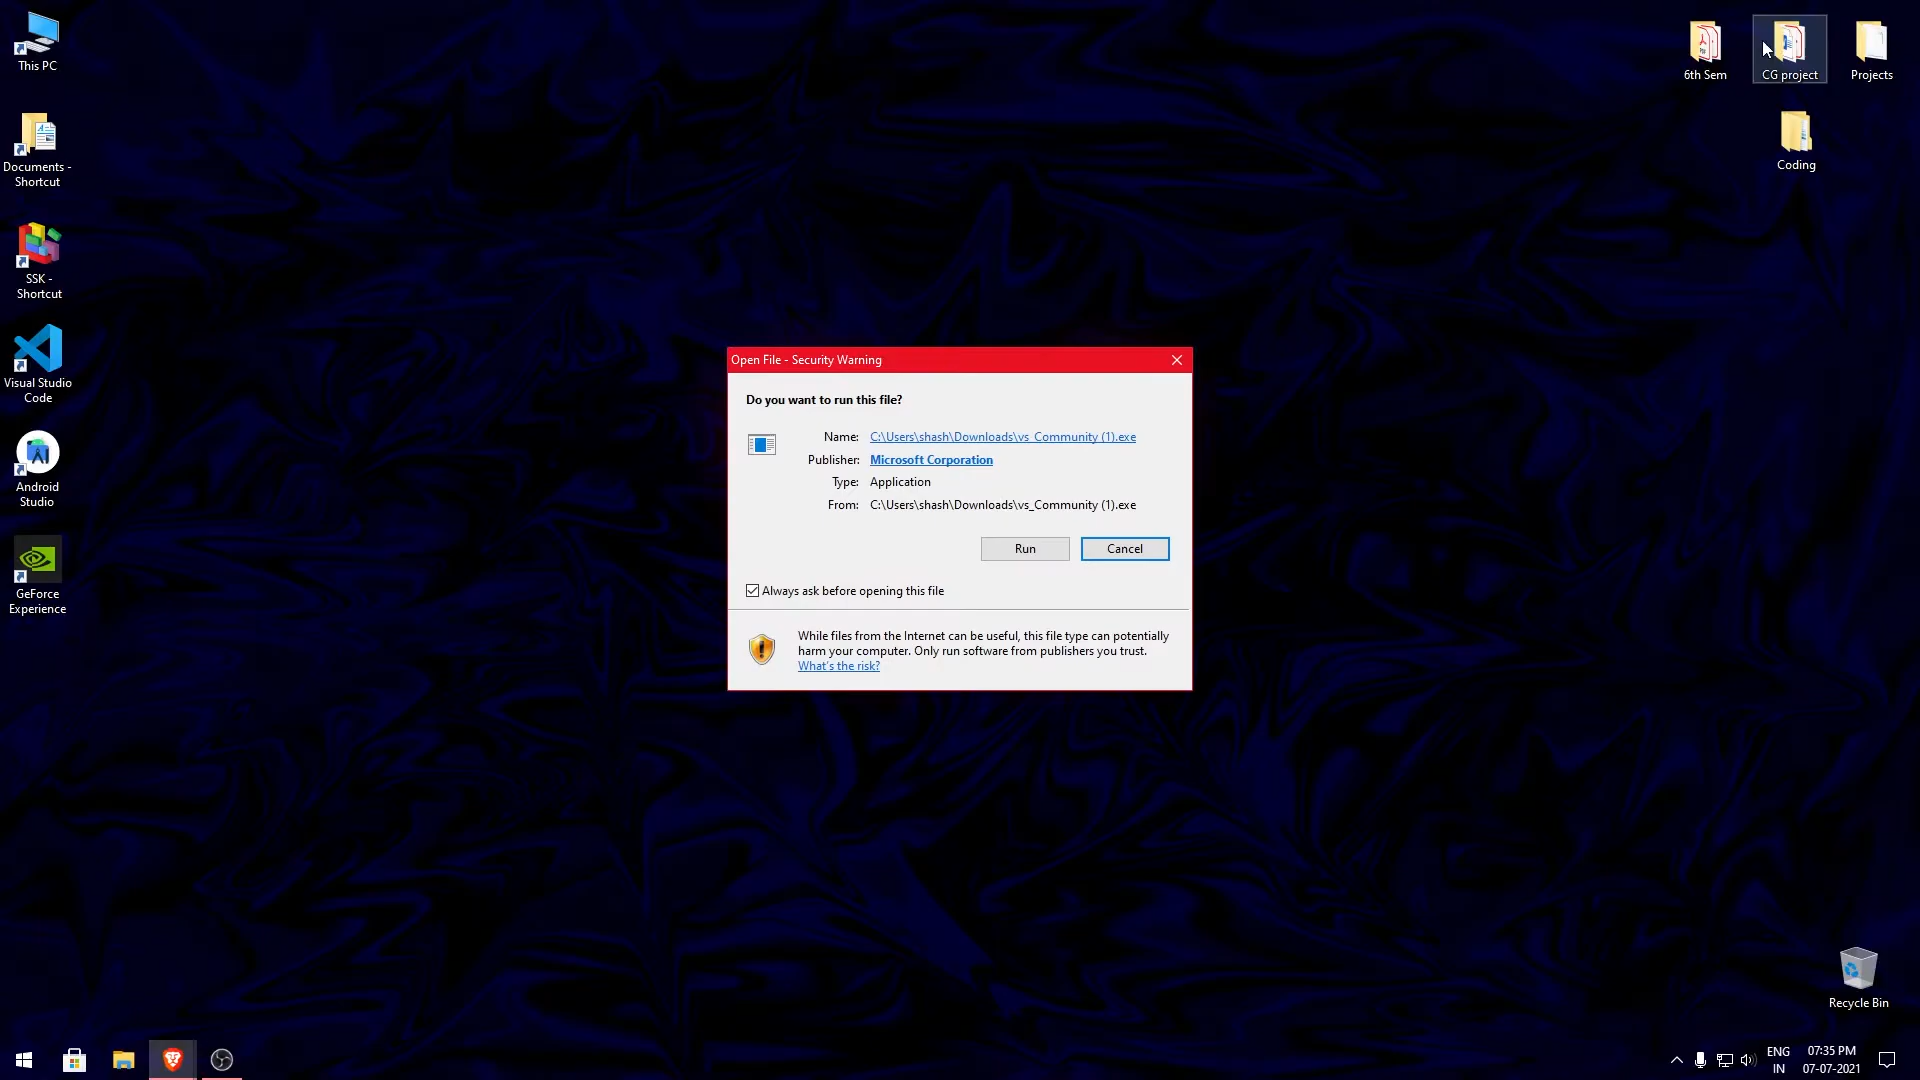 This PC
Documents -
Shortcut
SSK -
Shortcut
Visual Studio
Code
Android
Studio
GeForce
Experience
6th Sem
CG project
Projects
Coding
Open File - Security Warning
Do you want to run this file?
Name: C:\Users\shash\Downloads\vs_Community (1).exe
Publisher: Microsoft Corporation
Type: Application
From: C:\Users\shash\Downloads\vs_Community (1).exe
Run
Cancel
Always ask before opening this file
While files from the Internet can be useful, this file type can potentially
harm your computer. Only run software from publishers you trust.
What's the risk?
Recycle Bin
ENG
IN
07:35 PM
07-07-2021